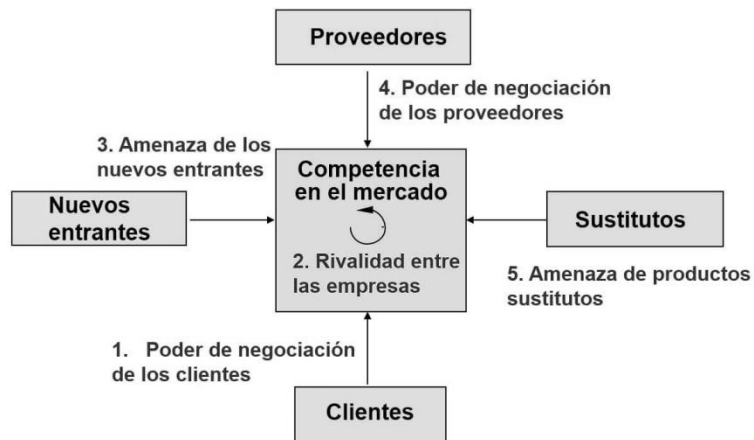 Proveedores
4. Poder de negociación
de los proveedores
3. Amenaza de los
nuevos entrantes
Competencia
en el mercado
Nuevos
entrantes
Sustitutos
2. Rivalidad entre
las empresas
5. Amenaza de productos
sustitutos
1. Poder de negociación
de los clientes
Clientes